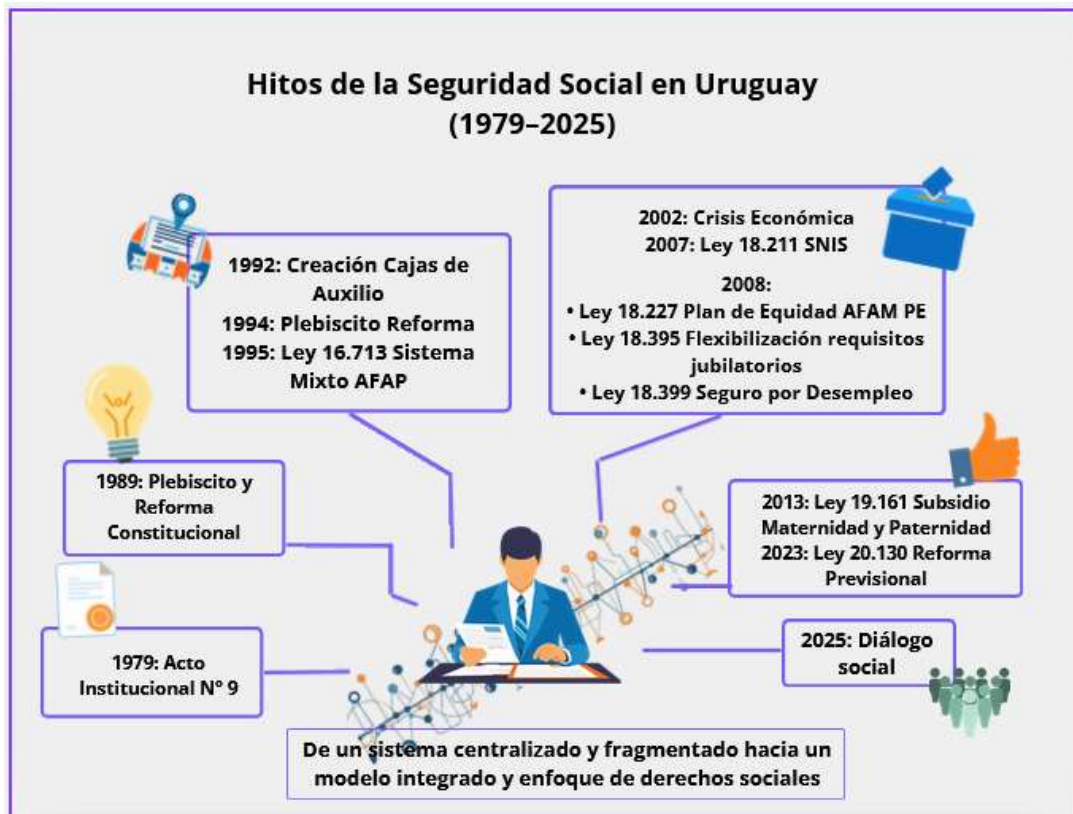 Hitos de la Seguridad Social en Uruguay
(1979–2025)
1992: Creación Cajas de
Auxilio
1994: Plebiscito Reforma
1995: Ley 16.713 Sistema
Mixto AFAP
2002: Crisis Económica
2007: Ley 18.211 SNIS
2008:
• Ley 18.227 Plan de Equidad AFAM PE
• Ley 18.395 Flexibilización requisitos
jubilatorios
• Ley 18.399 Seguro por Desempleo
1989: Plebiscito y
Reforma
Constitucional
2013: Ley 19.161 Subsidio
Maternidad y Paternidad
2023: Ley 20.130 Reforma
Previsional
1979: Acto
Institucional Nº 9
2025: Diálogo
social
De un sistema centralizado y fragmentado hacia un
modelo integrado y enfoque de derechos sociales